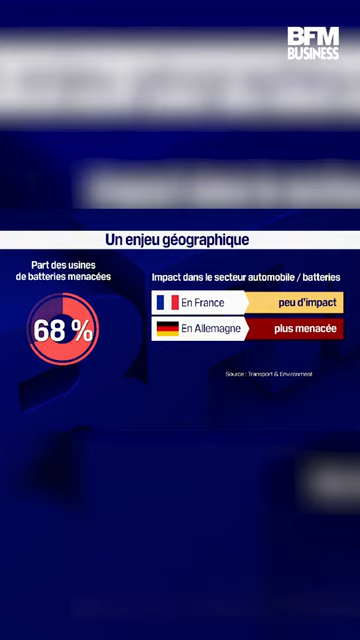 BFM
BUSINESS
Un enjeu géographique
Part des usines
de batteries menacées
68 %
Impact dans le secteur automobile / batteries
En France
peu d'impact
En Allemagne
plus menacée
Source : Transport & Environment